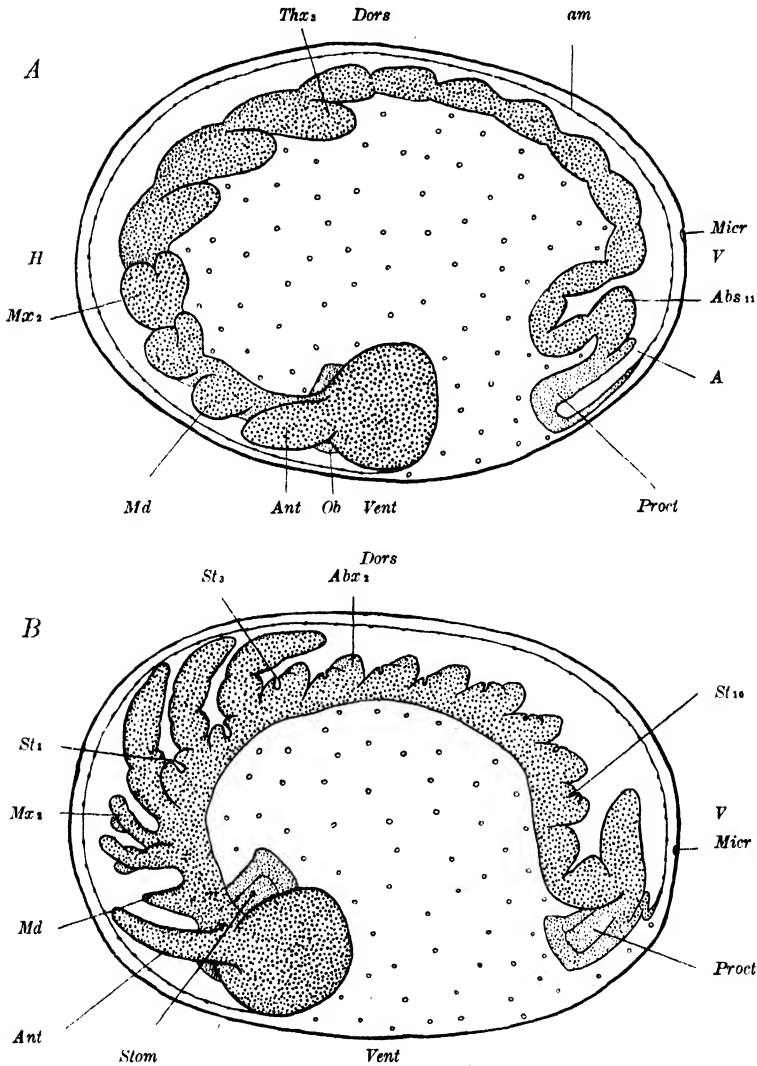 Thx₃ Dors am
A
Micr
H V
Abs₁₁
Mx₂
A
Md Ant Ob Vent Proct
Dors
St₃ Abx₂
B
St₁₀
St₁
Mx₂ V
Micr
Md
Proct
Ant
Stom Vent